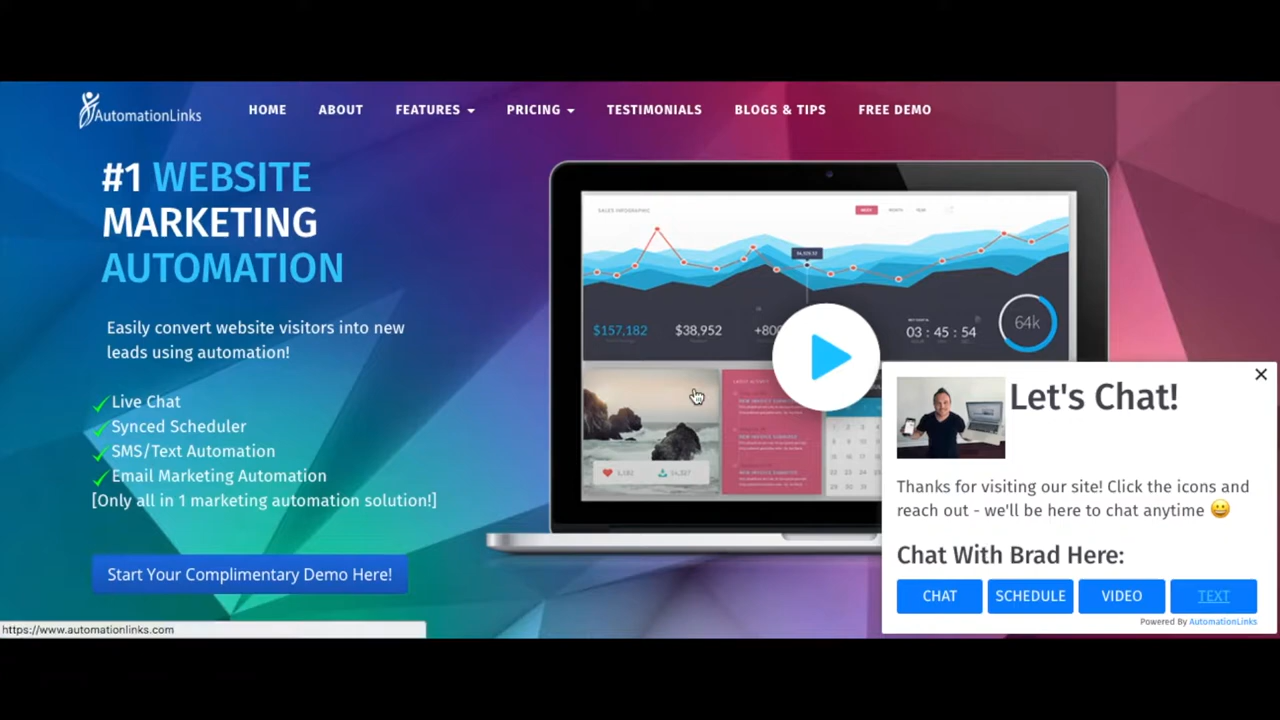 AutomationLinks
HOME
ABOUT
FEATURES
PRICING
TESTIMONIALS
BLOGS & TIPS
FREE DEMO
#1 WEBSITE
MARKETING
AUTOMATION
Easily convert website visitors into new
leads using automation!
Live Chat
Synced Scheduler
SMS/Text Automation
Email Marketing Automation
[Only all in 1 marketing automation solution!]
Start Your Complimentary Demo Here!
https://www.automationlinks.com
SALES INFOGRAPHIC
$157,182
$38,952
+800
03 : 45 : 54
64k
Let's Chat!
Thanks for visiting our site! Click the icons and
reach out - we'll be here to chat anytime 😀
Chat With Brad Here:
CHAT
SCHEDULE
VIDEO
TEXT
Powered By AutomationLinks